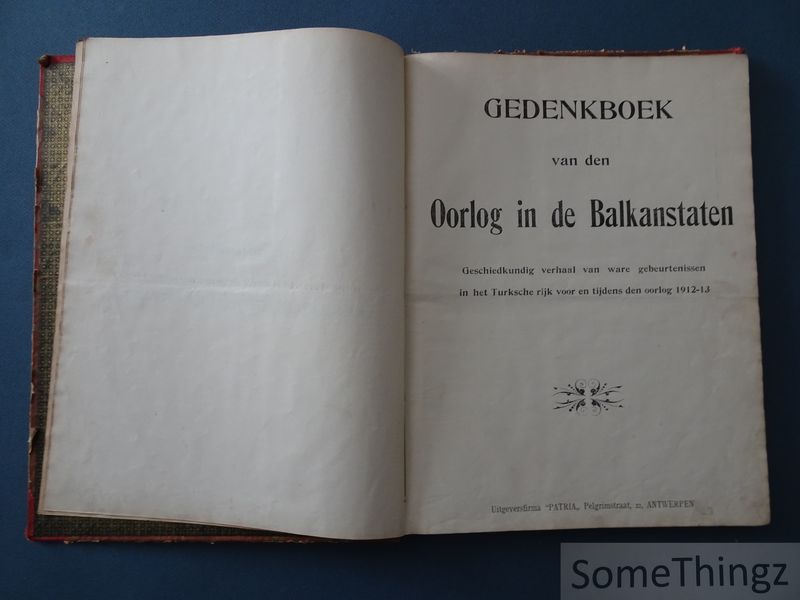 GEDENKBOEK
van den
Oorlog in de Balkanstaten
Geschiedkundig verhaal van ware gebeurtenissen
in het Turksche rijk voor en tijdens den oorlog 1912-13
Uitgeversfirma "PATRIA„ Pelgrimstraat, 22, ANTWERPEN
SomeThingz